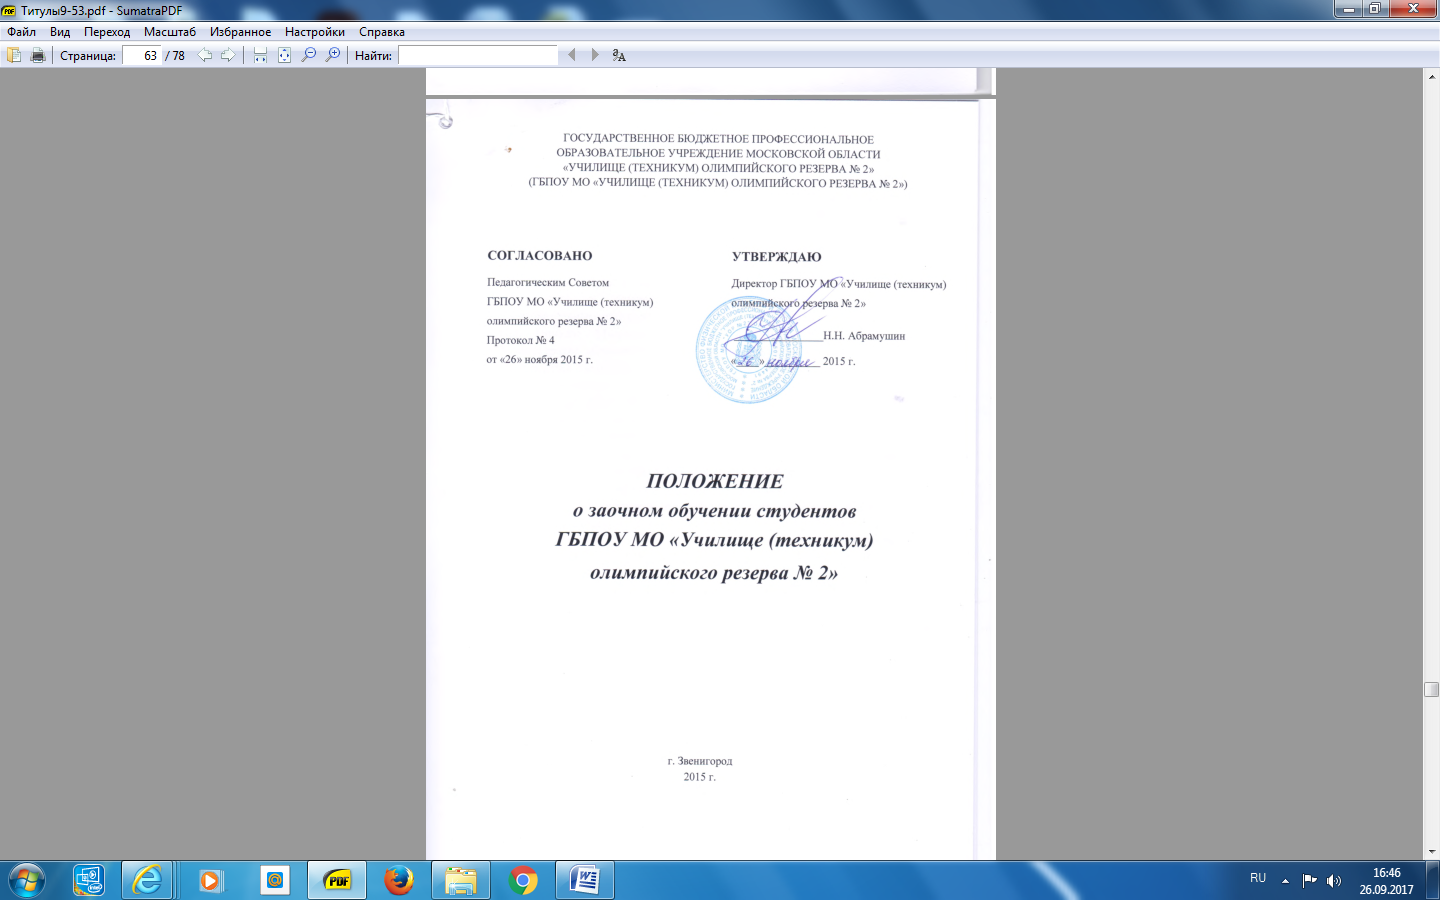 Титулы9-53.pdf - SumatraPDF
Файл Вид Переход Масштаб Избранное Настройки Справка
Страница: 63 / 78 Найти:
ГОСУДАРСТВЕННОЕ БЮДЖЕТНОЕ ПРОФЕССИОНАЛЬНОЕ
ОБРАЗОВАТЕЛЬНОЕ УЧРЕЖДЕНИЕ МОСКОВСКОЙ ОБЛАСТИ
«УЧИЛИЩЕ (ТЕХНИКУМ) ОЛИМПИЙСКОГО РЕЗЕРВА № 2»
(ГБПОУ МО «УЧИЛИЩЕ (ТЕХНИКУМ) ОЛИМПИЙСКОГО РЕЗЕРВА № 2»)
СОГЛАСОВАНО
Педагогическим Советом
ГБПОУ МО «Училище (техникум)
олимпийского резерва № 2»
Протокол № 4
от «26» ноября 2015 г.
УТВЕРЖДАЮ
Директор ГБПОУ МО «Училище (техникум)
олимпийского резерва № 2»
Н.Н. Абрамушин
«26» ноября 2015 г.
ПОЛОЖЕНИЕ
о заочном обучении студентов
ГБПОУ МО «Училище (техникум)
олимпийского резерва № 2»
г. Звенигород
2015 г.
RU
16:46
26.09.2017